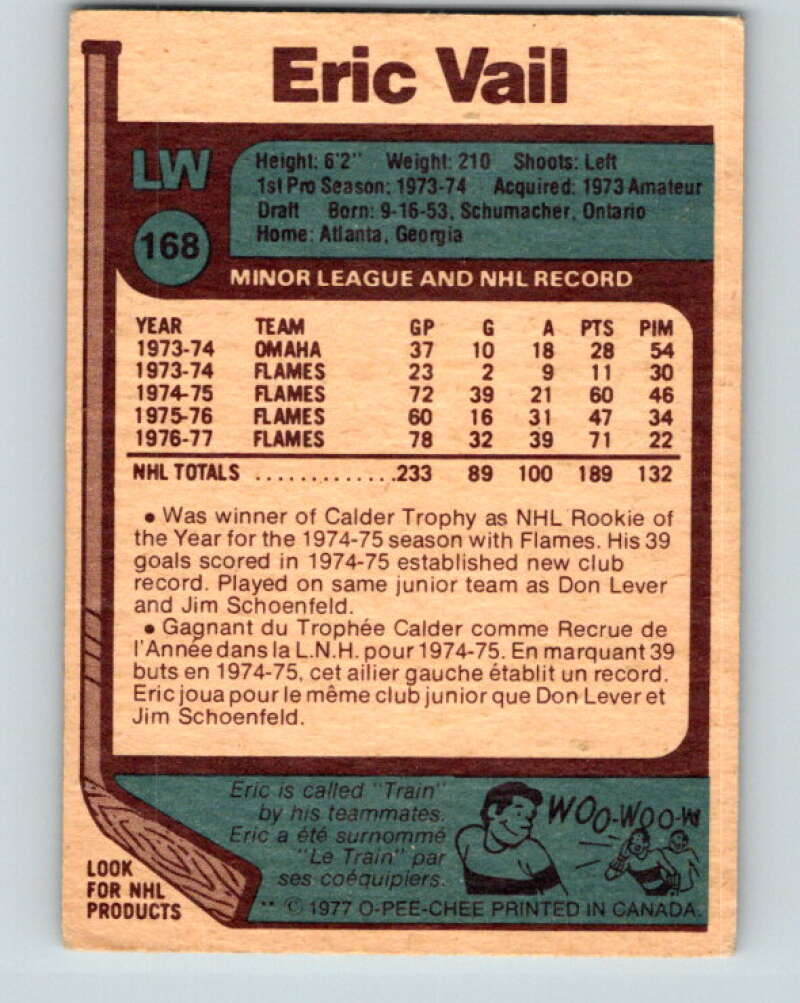 Eric Vail
LW
168
Height: 6'2" Weight: 210 Shoots: Left
1st Pro Season: 1973-74 Acquired: 1973 Amateur
Draft Born: 9-16-53, Schumacher, Ontario
Home: Atlanta, Georgia
MINOR LEAGUE AND NHL RECORD
YEAR TEAM GP G A PTS PIM
1973-74 OMAHA 37 10 18 28 54
1973-74 FLAMES 23 2 9 11 30
1974-75 FLAMES 72 39 21 60 46
1975-76 FLAMES 60 16 31 47 34
1976-77 FLAMES 78 32 39 71 22
NHL TOTALS .............233 89 100 189 132
• Was winner of Calder Trophy as NHL Rookie of
the Year for the 1974-75 season with Flames. His 39
goals scored in 1974-75 established new club
record. Played on same junior team as Don Lever
and Jim Schoenfeld.
• Gagnant du Trophée Calder comme Recrue de
l'Année dans la L.N.H. pour 1974-75. En marquant 39
buts en 1974-75, cet ailier gauche établit un record.
Eric joua pour le même club junior que Don Lever et
Jim Schoenfeld.
Eric is called "Train"
by his teammates.
Eric a été surnommé
"Le Train" par
ses coéquipiers.
WOO-WOO-W
LOOK
FOR NHL
PRODUCTS
** © 1977 O-PEE-CHEE PRINTED IN CANADA.